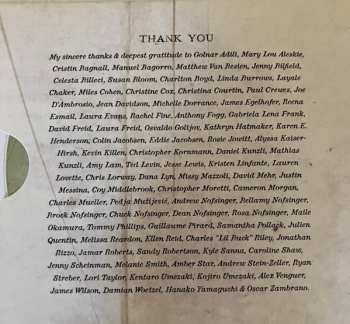 THANK YOU
My sincere thanks & deepest gratitude to Golnar Adili, Mary Lou Aleskie,
Cristin Bagnall, Manuel Bagorro, Matthew Van Besien, Jenny Bilfield,
Celesta Billeci, Susan Bloom, Charlton Boyd, Linda Burrows, Layale
Chaker, Miles Cohen, Christine Cox, Christina Courtin, Paul Crewes, Joe
D'Ambrosio, Jean Davidson, Michelle Dorrance, James Egelhofer, Reena
Esmail, Laura Evans, Rachel Fine, Anthony Fogg, Gabriela Lena Frank,
David Freid, Laura Freid, Osvaldo Golijov, Kathryn Hatmaker, Karen E.
Henderson, Colin Jacobsen, Eddie Jacobsen, Rosie Jowitt, Alyssa Kaiser-
Hirsh, Kevin Killen, Christopher Kornmann, Daniel Kunzli, Mathias
Kunzli, Amy Lam, Ted Levin, Jesse Lewis, Kristen Linfante, Lauren
Lovette, Chris Lorway, Dana Lyn, Missy Mazzoli, David Mehr, Justin
Messina, Coy Middlebrook, Christopher Moretti, Cameron Morgan,
Charles Mueller, Pedja Muzijevic, Andrew Nofsinger, Bellamy Nofsinger,
Brock Nofsinger, Chuck Nofsinger, Dean Nofsinger, Rosa Nofsinger, Maile
Okamura, Tommy Phillips, Guillaume Pirard, Samantha Pollack, Julien
Quentin, Melissa Reardon, Ellen Reid, Charles "Lil Buck" Riley, Jonathan
Rizzo, Jamar Roberts, Sandy Robertson, Kyle Sanna, Caroline Shaw,
Jenny Scheinman, Melanie Smith, Amber Star, Andrew Stein-Zeller, Ryan
Streber, Lori Taylor, Kentaro Umezaki, Kojiro Umezaki, Alex Venguer,
James Wilson, Damian Woetzel, Hanako Yamaguchi & Oscar Zambrano.